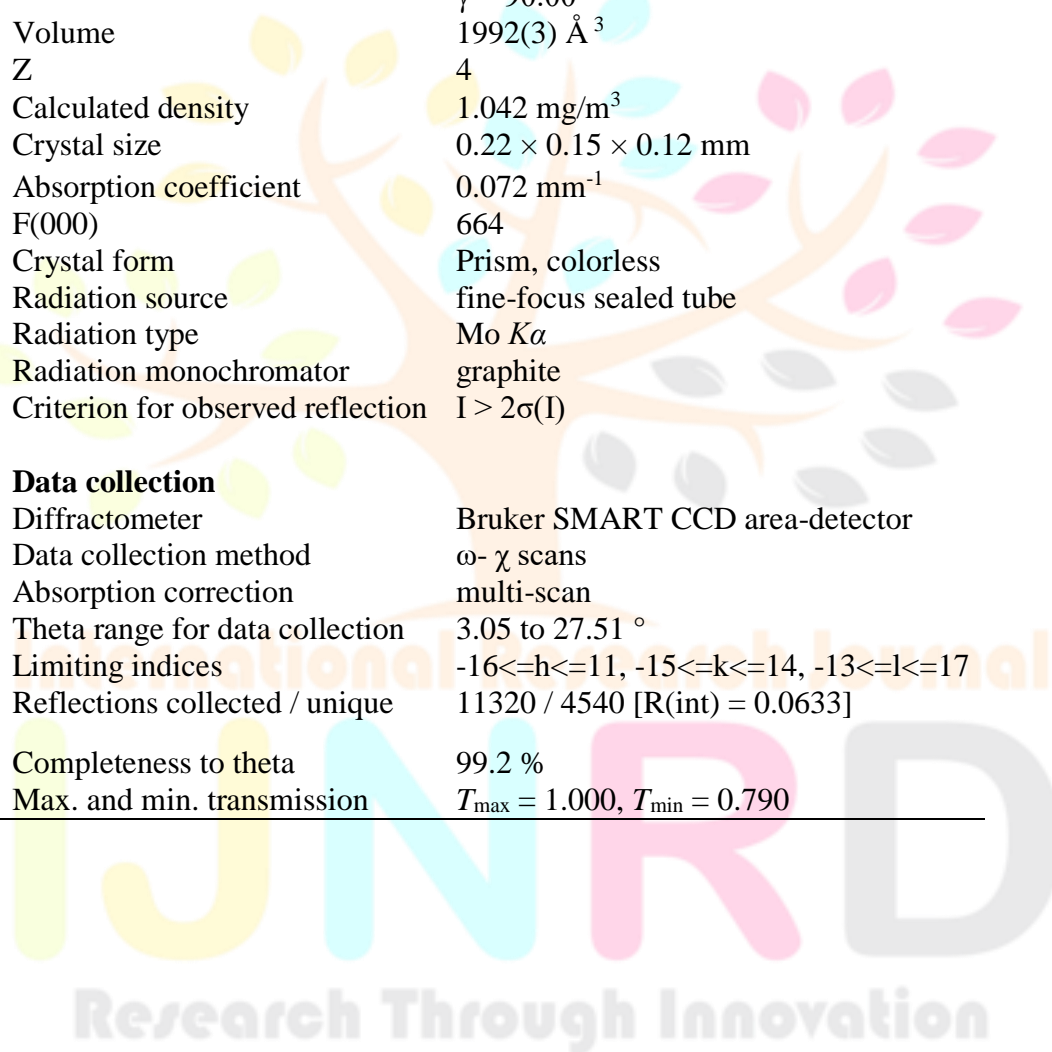 γ = 90.00
Volume 1992(3) Å 3
Z 4
Calculated density 1.042 mg/m3
Crystal size 0.22 × 0.15 × 0.12 mm
Absorption coefficient 0.072 mm-1
F(000) 664
Crystal form Prism, colorless
Radiation source fine-focus sealed tube
Radiation type Mo Kα
Radiation monochromator graphite
Criterion for observed reflection I > 2σ(I)
Data collection
Diffractometer Bruker SMART CCD area-detector
Data collection method ω- χ scans
Absorption correction multi-scan
Theta range for data collection 3.05 to 27.51 °
Limiting indices -16<=h<=11, -15<=k<=14, -13<=l<=17
International Research Journal
Reflections collected / unique 11320 / 4540 [R(int) = 0.0633]
Completeness to theta 99.2 %
Max. and min. transmission Tmax = 1.000, Tmin = 0.790
IJNRD
Research Through Innovation